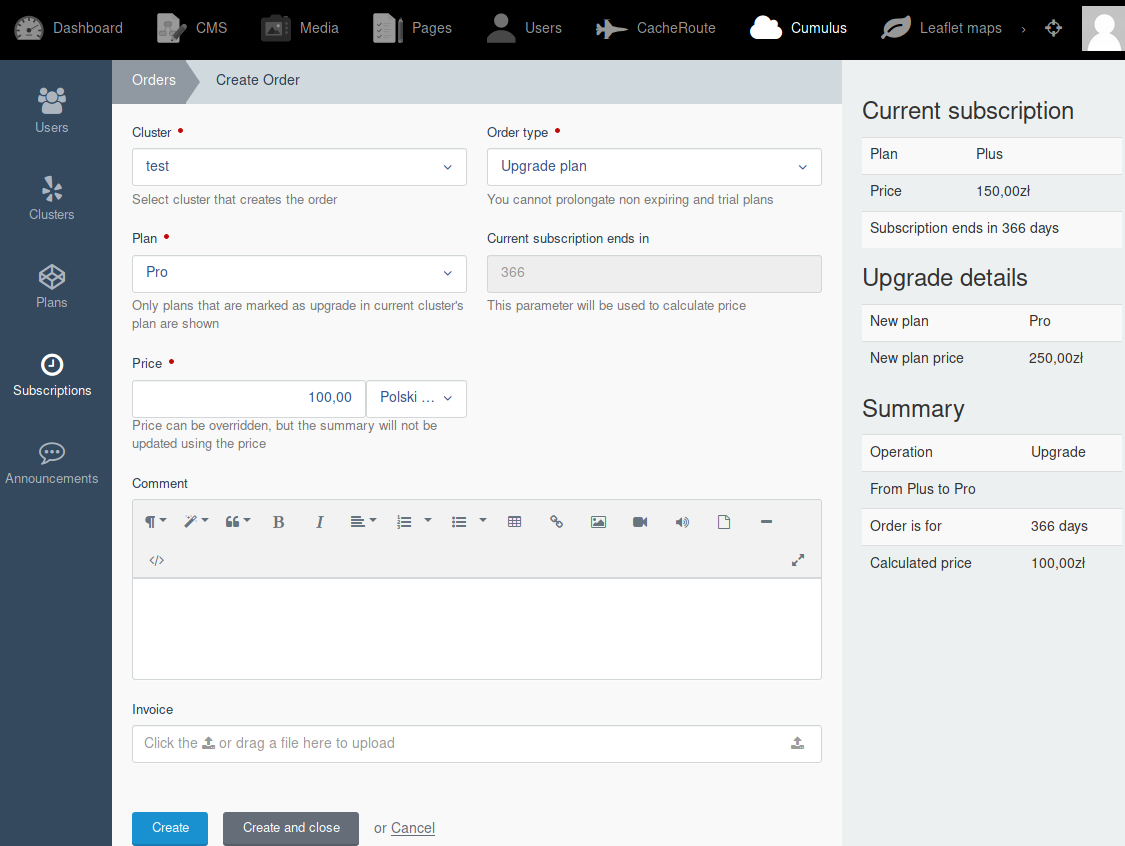 Dashboard CMS Media Pages Users CacheRoute Cumulus Leaflet maps ›
Users
Clusters
Plans
Subscriptions
Announcements
Orders Create Order
Cluster Order type
test Upgrade plan
Select cluster that creates the order You cannot prolongate non expiring and trial plans
Plan Current subscription ends in
Pro 366
Only plans that are marked as upgrade in current cluster's This parameter will be used to calculate price
plan are shown
Price
100,00 Polski ...
Price can be overridden, but the summary will not be
updated using the price
Comment
¶ B I
</>
Invoice
Click the or drag a file here to upload
Create Create and close or Cancel
Current subscription
Plan Plus
Price 150,00zł
Subscription ends in 366 days
Upgrade details
New plan Pro
New plan price 250,00zł
Summary
Operation Upgrade
From Plus to Pro
Order is for 366 days
Calculated price 100,00zł